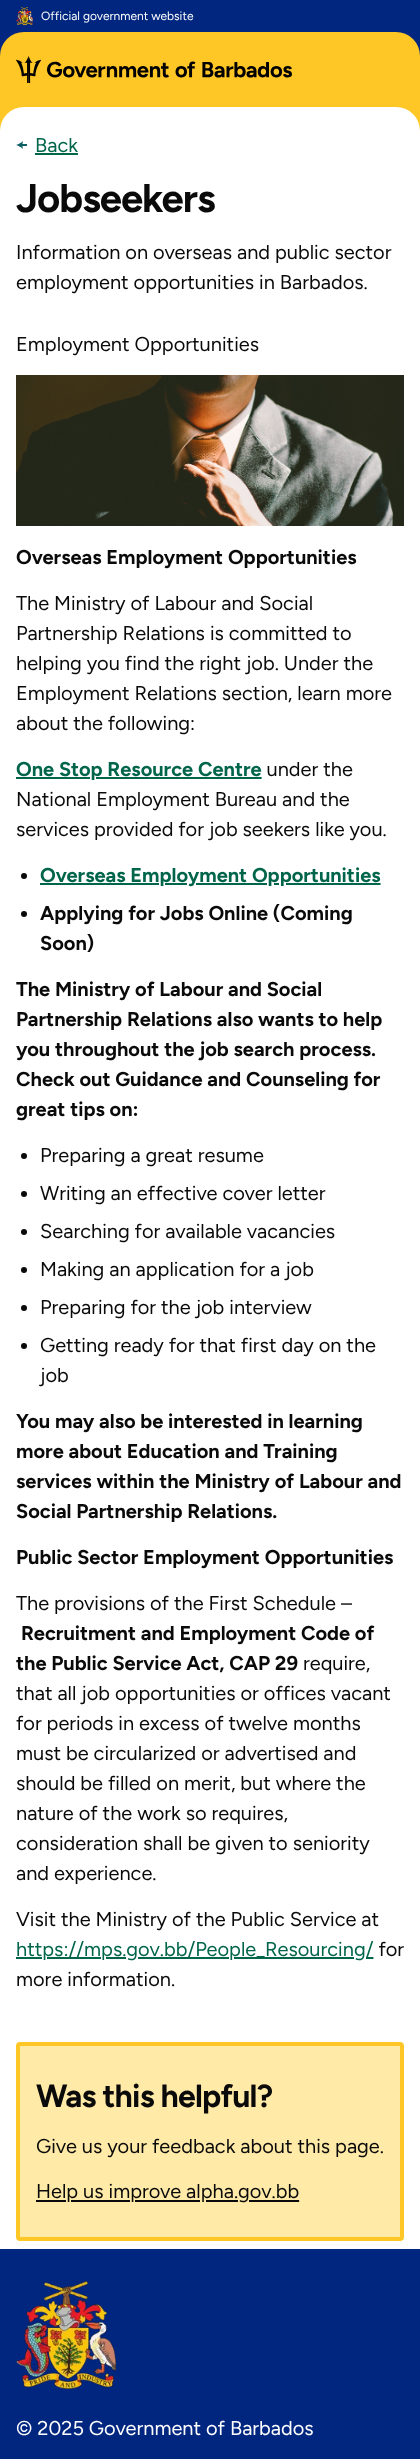 Official government website
Government of Barbados
Back
Jobseekers
Information on overseas and public sector
employment opportunities in Barbados.
Employment Opportunities
Overseas Employment Opportunities
The Ministry of Labour and Social
Partnership Relations is committed to
helping you find the right job. Under the
Employment Relations section, learn more
about the following:
One Stop Resource Centre under the
National Employment Bureau and the
services provided for job seekers like you.
• Overseas Employment Opportunities
• Applying for Jobs Online (Coming
Soon)
The Ministry of Labour and Social
Partnership Relations also wants to help
you throughout the job search process.
Check out Guidance and Counseling for
great tips on:
• Preparing a great resume
• Writing an effective cover letter
• Searching for available vacancies
• Making an application for a job
• Preparing for the job interview
• Getting ready for that first day on the
job
You may also be interested in learning
more about Education and Training
services within the Ministry of Labour and
Social Partnership Relations.
Public Sector Employment Opportunities
The provisions of the First Schedule –
Recruitment and Employment Code of
the Public Service Act, CAP 29 require,
that all job opportunities or offices vacant
for periods in excess of twelve months
must be circularized or advertised and
should be filled on merit, but where the
nature of the work so requires,
consideration shall be given to seniority
and experience.
Visit the Ministry of the Public Service at
https://mps.gov.bb/People_Resourcing/ for
more information.
Was this helpful?
Give us your feedback about this page.
Help us improve alpha.gov.bb
PRIDE AND INDUSTRY
© 2025 Government of Barbados